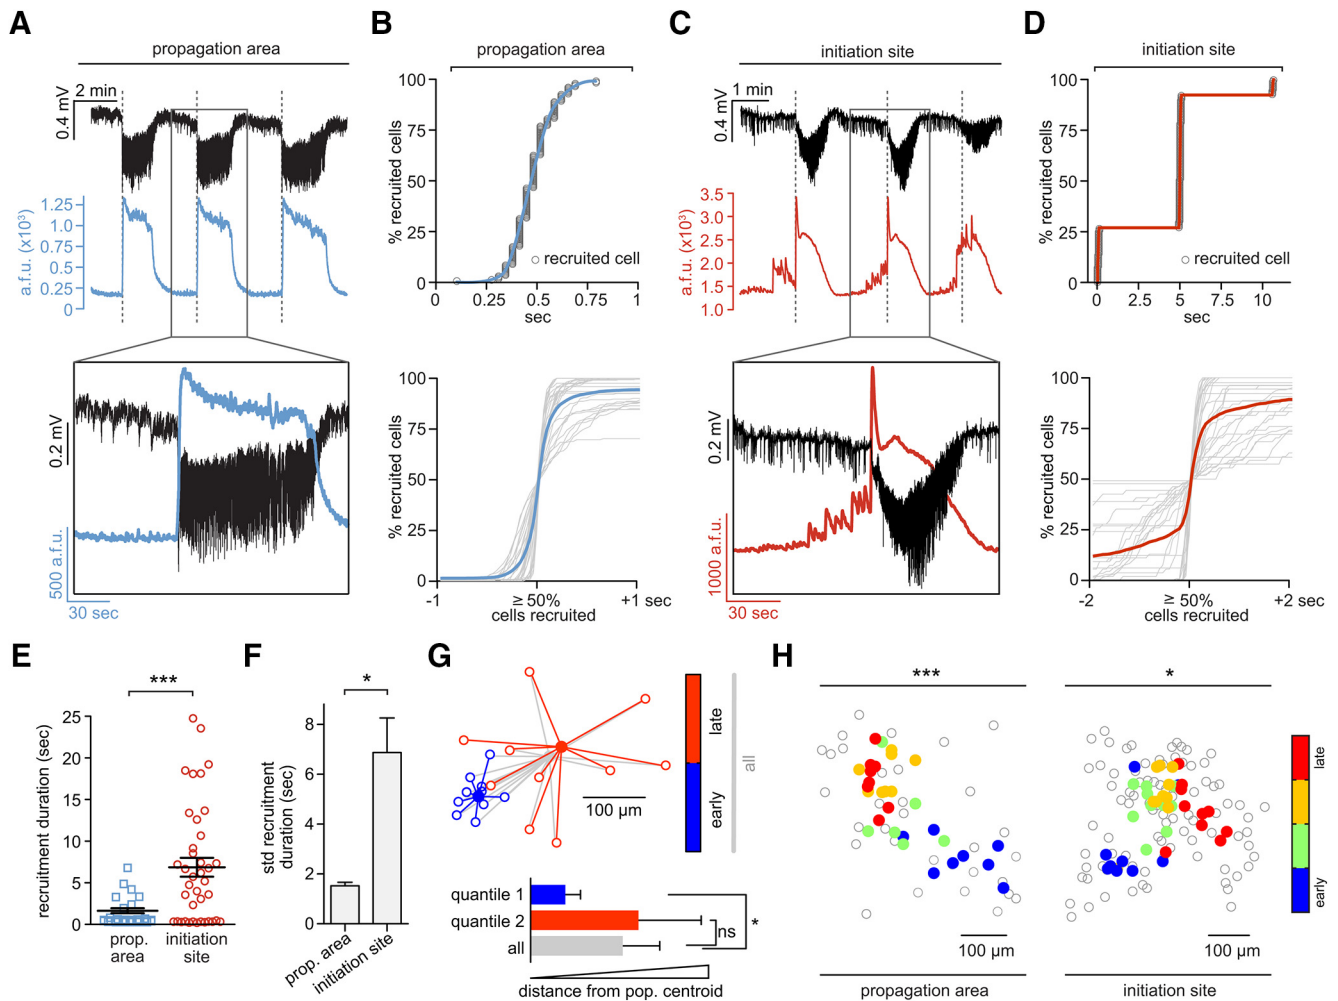 A
propagation area
2 min
0.4 mV
a.f.u. (x10³)
1.25
1.0
0.75
0.5
0.25
0
0.2 mV
500 a.f.u.
30 sec
B
propagation area
% recruited cells
100
75
50
25
0
recruited cell
0 0.25 0.5 0.75 1
sec
% recruited cells
100
75
50
25
0
-1 ≥ 50% +1 sec
cells recruited
C
initiation site
1 min
0.4 mV
a.f.u. (x10³)
3.5
3.0
2.5
2.0
1.5
1.0
0.2 mV
1000 a.f.u.
30 sec
D
initiation site
% recruited cells
100
75
50
25
0
recruited cell
0 2.5 5 7.5 10
sec
% recruited cells
100
75
50
25
0
-2 ≥ 50% +2 sec
cells recruited
E
***
recruitment duration (sec)
25
20
15
10
5
0
prop. initiation
area site
F
*
std recruitment
duration (sec)
8
6
4
2
0
prop. area
initiation site
G
late
early
all
100 µm
quantile 1
quantile 2
all
ns
*
distance from pop. centroid
H
***
100 µm
propagation area
*
100 µm
initiation site
late
early